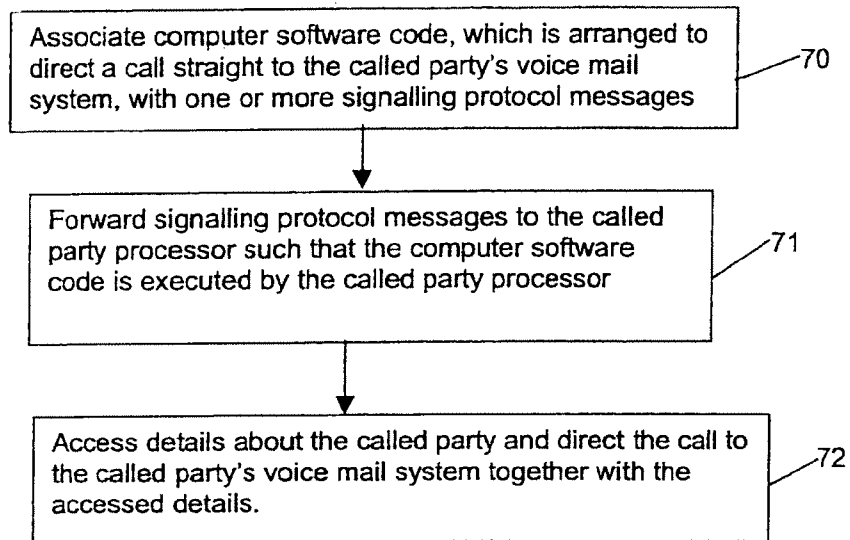 Associate computer software code, which is arranged to
direct a call straight to the called party's voice mail
system, with one or more signalling protocol messages
70
Forward signalling protocol messages to the called
party processor such that the computer software
code is executed by the called party processor
71
Access details about the called party and direct the call to
the called party's voice mail system together with the
accessed details.
72